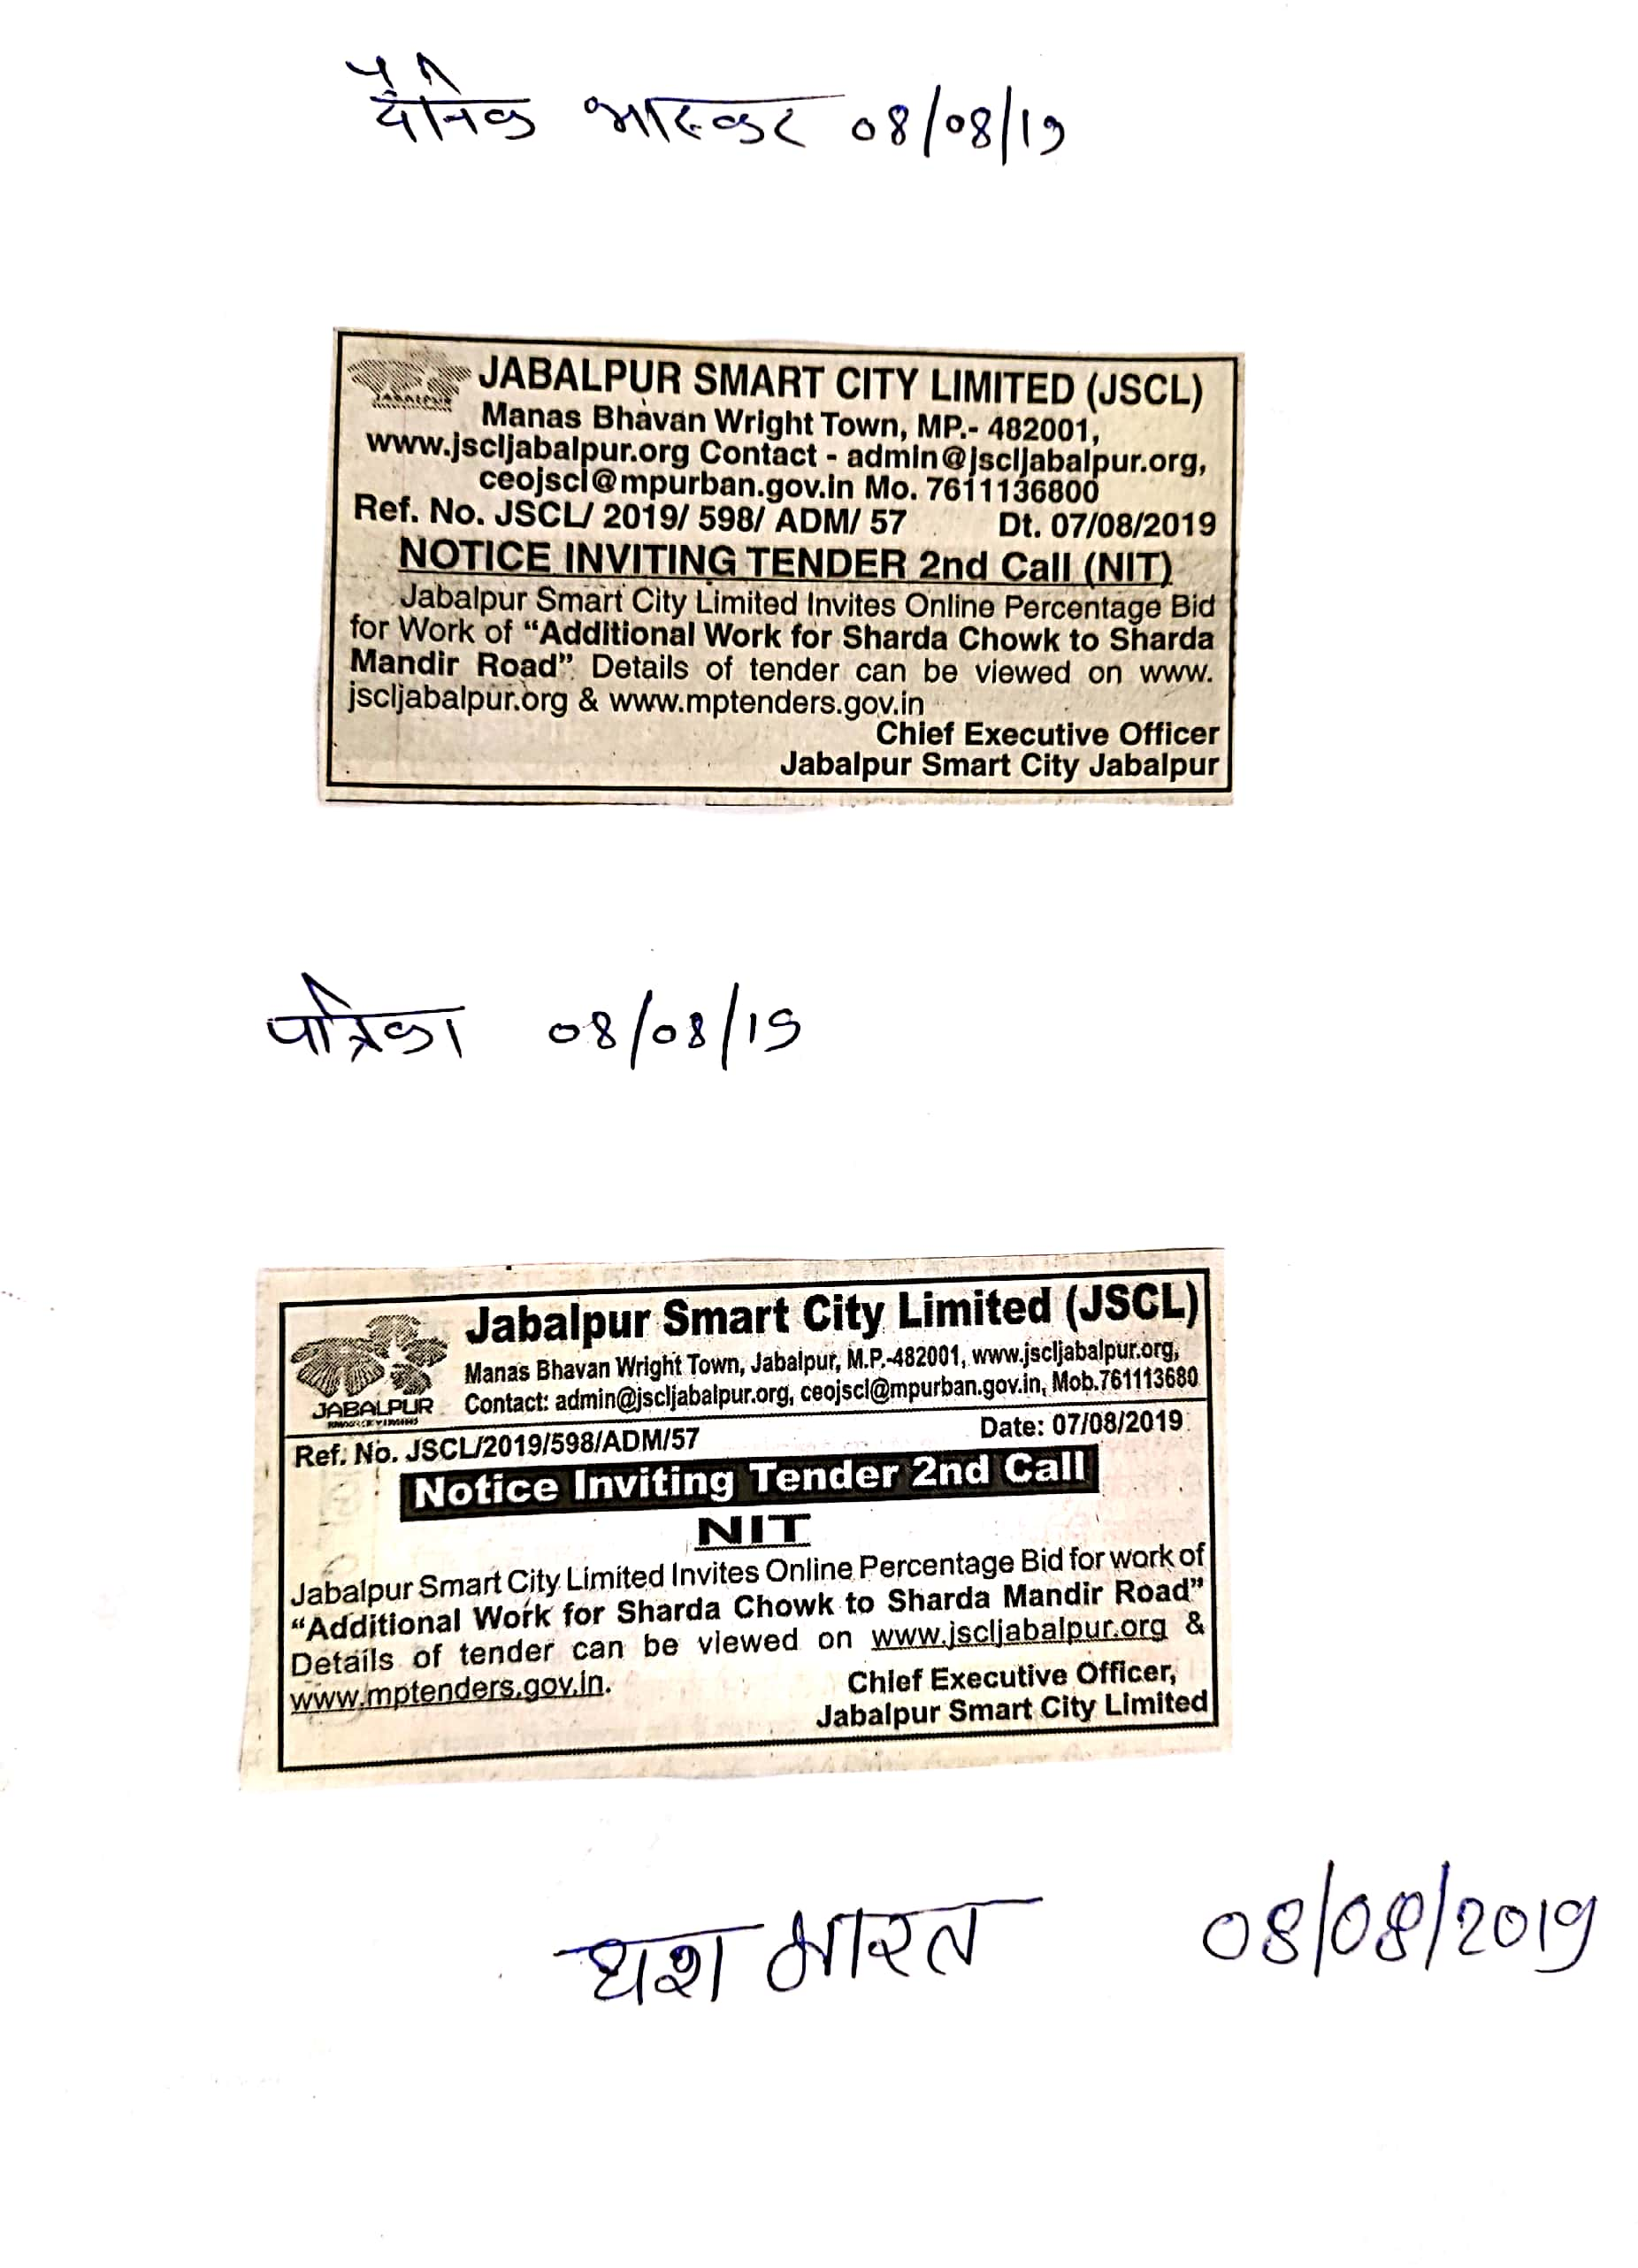 दैनिक भास्कर 08/08/19
JABALPUR SMART CITY LIMITED (JSCL)
Manas Bhavan Wright Town, MP.- 482001,
www.jscljabalpur.org Contact - admin@jscljabalpur.org,
ceojscl@mpurban.gov.in Mo. 7611136800
Ref. No. JSCL/ 2019/ 598/ ADM/ 57 Dt. 07/08/2019
NOTICE INVITING TENDER 2nd Call (NIT)
Jabalpur Smart City Limited Invites Online Percentage Bid
for Work of “Additional Work for Sharda Chowk to Sharda
Mandir Road” Details of tender can be viewed on www.
jscljabalpur.org & www.mptenders.gov.in
Chief Executive Officer
Jabalpur Smart City Jabalpur
पत्रिका 08/08/19
Jabalpur Smart City Limited (JSCL)
Manas Bhavan Wright Town, Jabalpur, M.P.-482001, www.jscljabalpur.org,
Contact: admin@jscljabalpur.org, ceojscl@mpurban.gov.in, Mob.761113680
JABALPUR
Ref. No. JSCL/2019/598/ADM/57 Date: 07/08/2019
Notice Inviting Tender 2nd Call
NIT
Jabalpur Smart City Limited Invites Online Percentage Bid for work of
“Additional Work for Sharda Chowk to Sharda Mandir Road”
Details of tender can be viewed on www.jscljabalpur.org &
www.mptenders.gov.in.
Chief Executive Officer,
Jabalpur Smart City Limited
यश भारत 08/08/2019